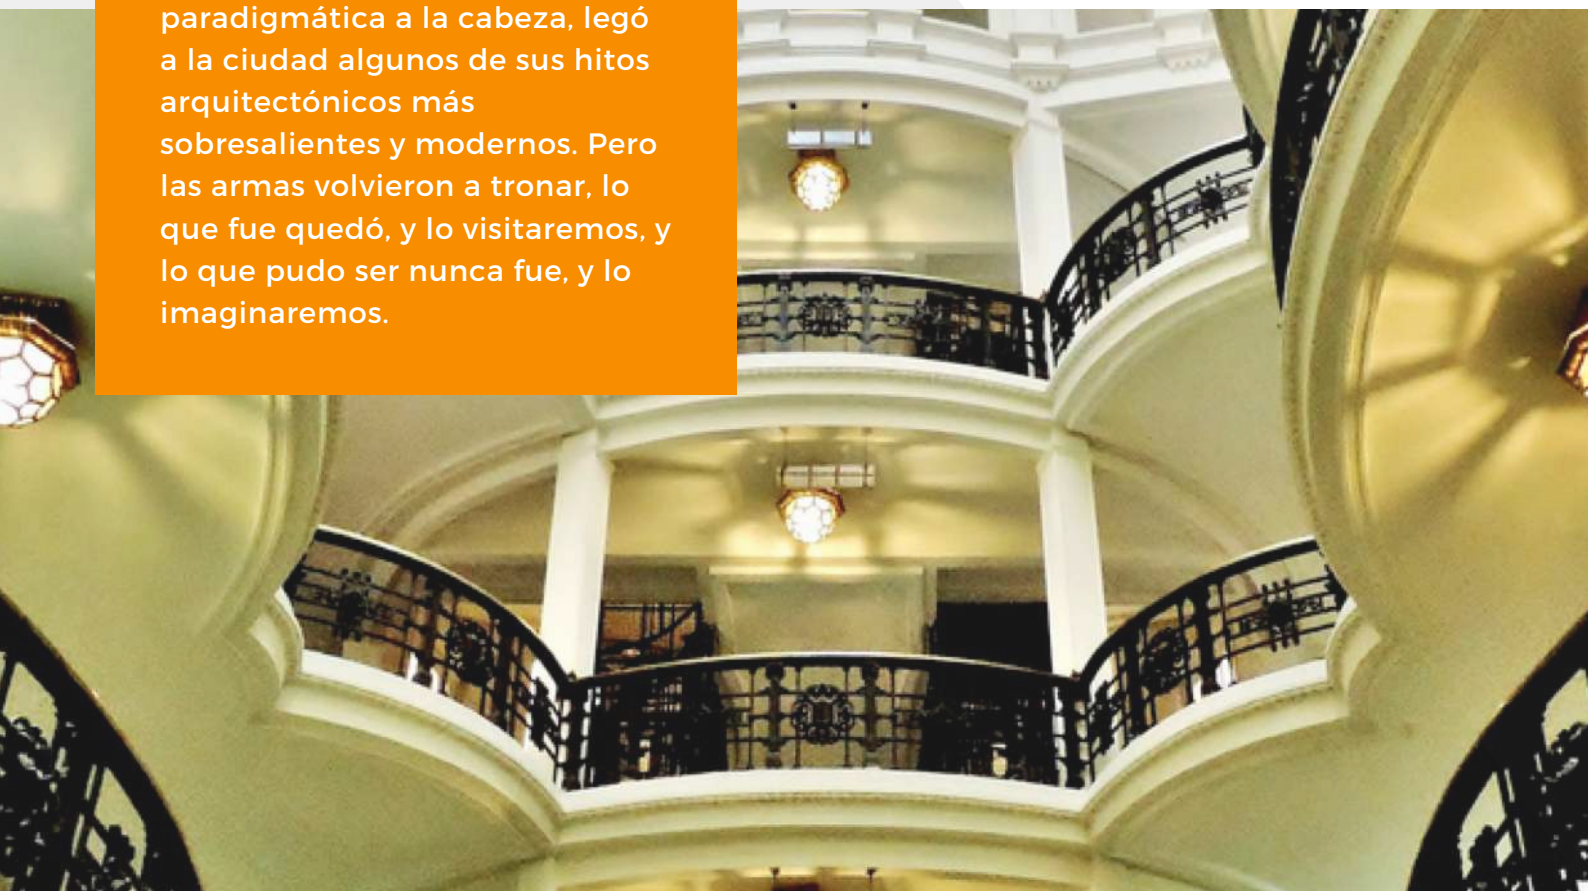 paradigmática a la cabeza, legó
a la ciudad algunos de sus hitos
arquitectónicos más
sobresalientes y modernos. Pero
las armas volvieron a tronar, lo
que fue quedó, y lo visitaremos, y
lo que pudo ser nunca fue, y lo
imaginaremos.